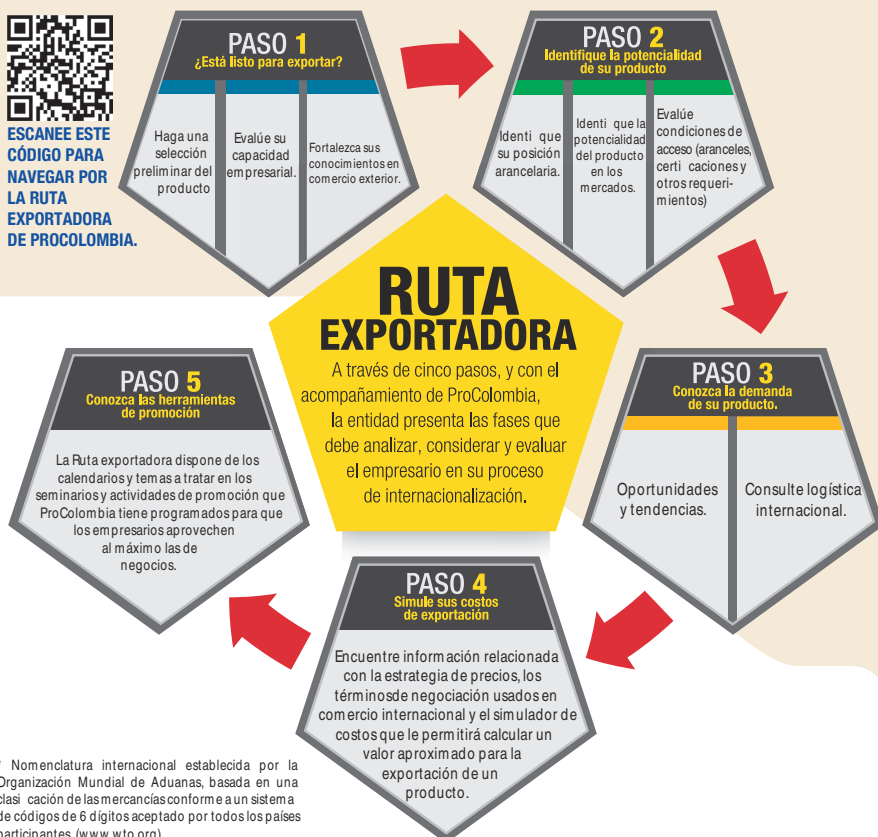 ESCANEE ESTE
CÓDIGO PARA
NAVEGAR POR
LA RUTA
EXPORTADORA
DE PROCOLOMBIA.
PASO 1
¿Está listo para exportar?
Haga una
selección
preliminar del
producto
Evalúe su
capacidad
empresarial.
Fortalezca sus
conocimientos en
comercio exterior.
PASO 2
Identifique la potencialidad
de su producto
Identi que
su posición
arancelaria.
Identi que la
potencialidad
del producto
en los
mercados.
Evalúe
condiciones de
acceso (aranceles,
certi caciones y
otros requeri-
mientos)
RUTA
EXPORTADORA
A través de cinco pasos, y con el
acompañamiento de ProColombia,
la entidad presenta las fases que
debe analizar, considerar y evaluar
el empresario en su proceso
de internacionalización.
PASO 3
Conozca la demanda
de su producto.
Oportunidades
y tendencias.
Consulte logística
internacional.
PASO 4
Simule sus costos
de exportación
Encuentre información relacionada
con la estrategia de precios, los
términosde negociación usados en
comercio internacional y el simulador de
costos que le permitirá calcular un
valor aproximado para la
exportación de un
producto.
PASO 5
Conozca las herramientas
de promoción
La Ruta exportadora dispone de los
calendarios y temas a tratar en los
seminarios y actividades de promoción que
ProColombia tiene programados para que
los empresarios aprovechen
al máximo las de
negocios.
* Nomenclatura internacional establecida por la
Organización Mundial de Aduanas, basada en una
clasi cación de las mercancías conforme a un sistema
de códigos de 6 dígitos aceptado por todos los países
participantes. (www.wto.org)